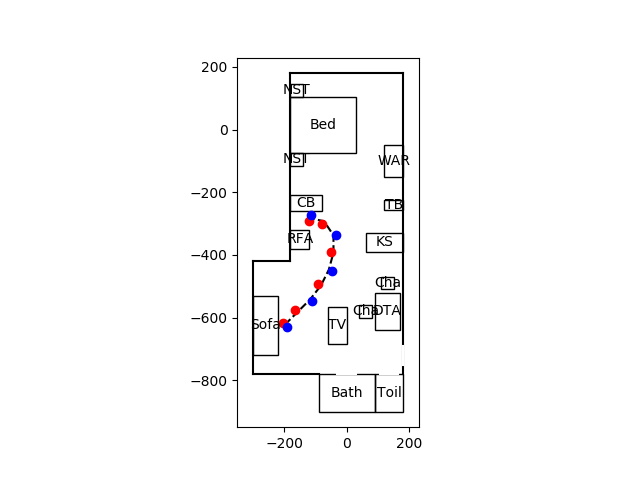 200
NST
Bed
0
NST
WAR
−200
CB
TB
RFA
KS
−400
Cha
Cha
DTA
−600
Sofa
TV
−800
Bath
Toil
−200
0
200